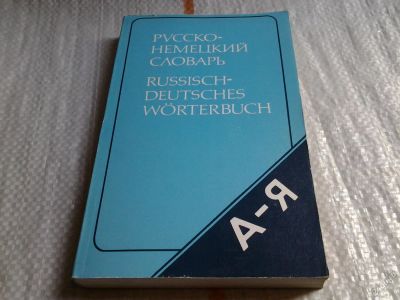 РУССКО-
НЕМЕЦКИЙ
СЛОВАРЬ
RUSSISCH-
DEUTSCHES
WÖRTERBUCH
А-Я